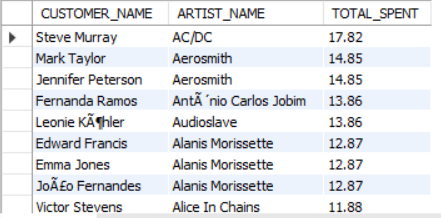 CUSTOMER_NAME ARTIST_NAME TOTAL_SPENT
Steve Murray AC/DC 17.82
Mark Taylor Aerosmith 14.85
Jennifer Peterson Aerosmith 14.85
Fernanda Ramos AntÃ´nio Carlos Jobim 13.86
Leonie KÃ¶hler Audioslave 13.86
Edward Francis Alanis Morissette 12.87
Emma Jones Alanis Morissette 12.87
JoÃ£o Fernandes Alanis Morissette 12.87
Victor Stevens Alice In Chains 11.88